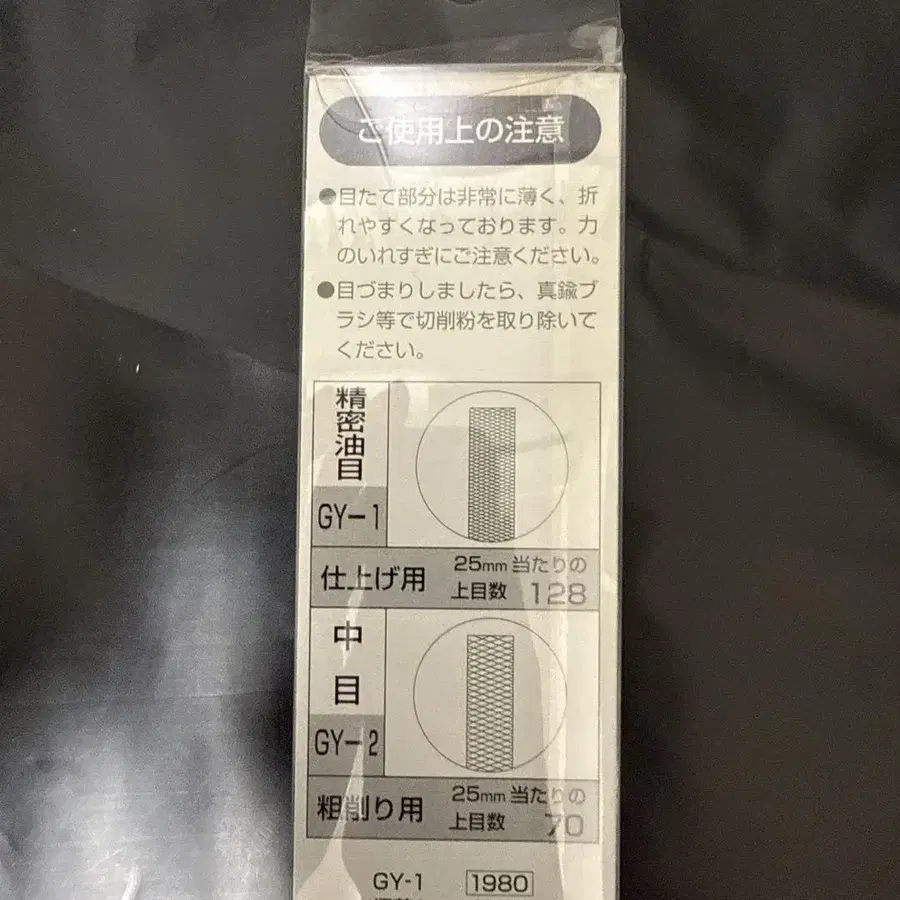 ご使用上の注意
●目たて部分は非常に薄く、折
れやすくなっております。力
のいれすぎにご注意ください。
●目づまりしましたら、真鍮ブ
ラシ等で切削粉を取り除いて
ください。
精密油目
GY－1
仕上げ用
25mm当たりの
上目数 128
中目
GY－2
粗削り用
25mm当たりの
上目数 70
GY-1 1980